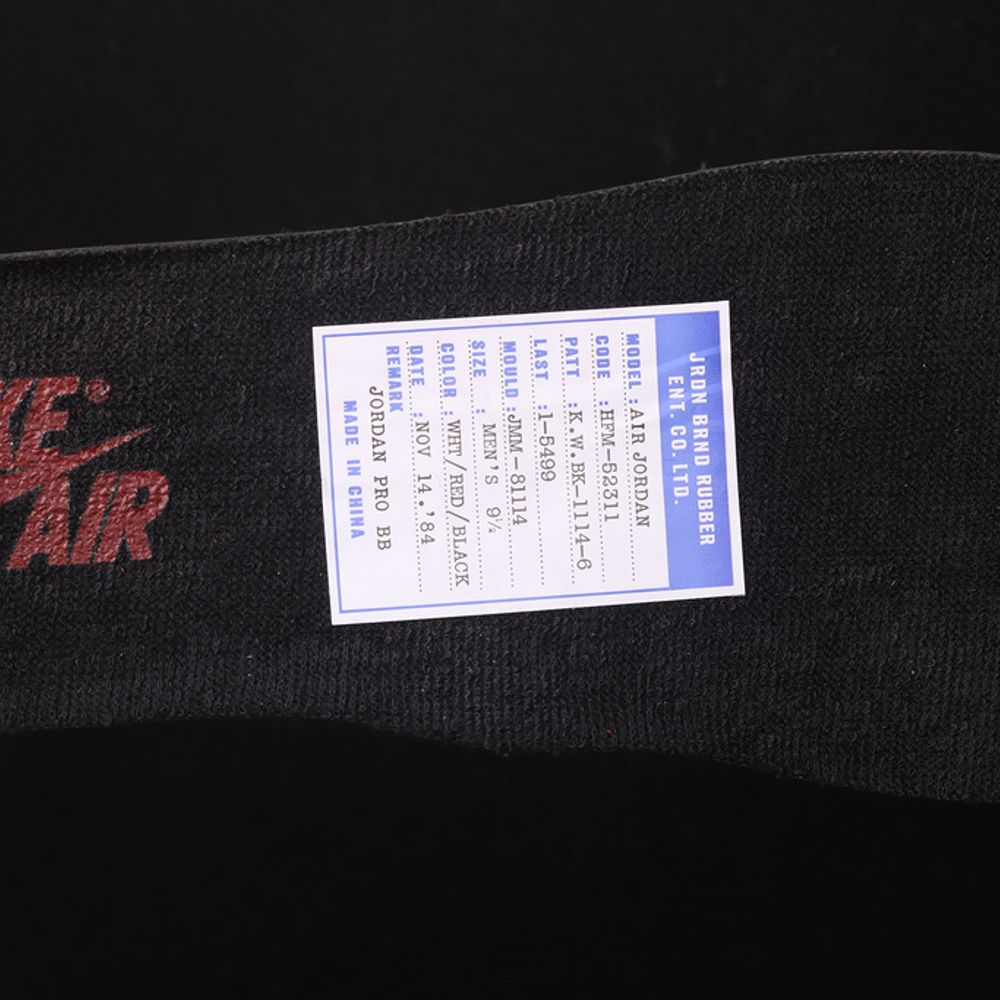 KE®
AIR
JRDN BRND RUBBER
ENT. CO. LTD.
MODEL : AIR JORDAN
CODE : HFM-52311
PATT : K.W.BK-1114-6
LAST : 1-5499
MOULD : JMM-81114
SIZE : MEN'S 9½
COLOR : WHT/RED/BLACK
DATE : NOV 14.'84
REMARK
JORDAN PRO BB
MADE IN CHINA